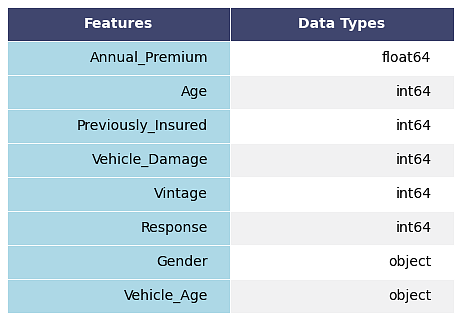 Features Data Types
Annual_Premium float64
Age int64
Previously_Insured int64
Vehicle_Damage int64
Vintage int64
Response int64
Gender object
Vehicle_Age object